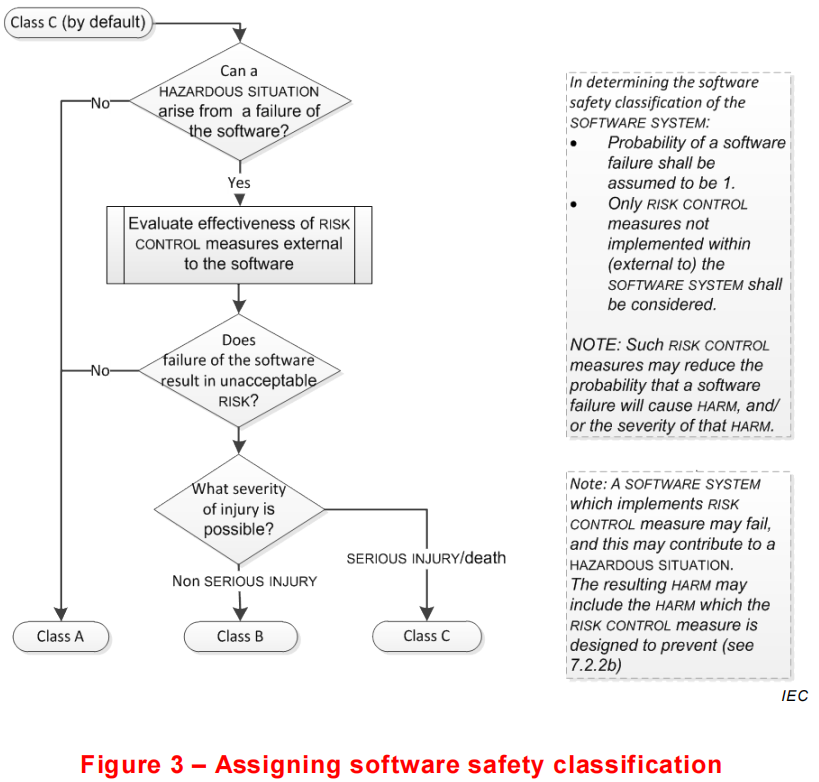 Class C (by default)
Can a
HAZARDOUS SITUATION
arise from a failure of
the software?
No
Yes
Evaluate effectiveness of RISK
CONTROL measures external
to the software
Does
failure of the software
result in unacceptable
RISK?
No
What severity
of injury is
possible?
SERIOUS INJURY/death
Non SERIOUS INJURY
Class A
Class B
Class C
In determining the software
safety classification of the
SOFTWARE SYSTEM:
• Probability of a software
failure shall be
assumed to be 1.
• Only RISK CONTROL
measures not
implemented within
(external to) the
SOFTWARE SYSTEM shall
be considered.
NOTE: Such RISK CONTROL
measures may reduce the
probability that a software
failure will cause HARM, and/
or the severity of that HARM.
Note: A SOFTWARE SYSTEM
which implements RISK
CONTROL measure may fail,
and this may contribute to a
HAZARDOUS SITUATION.
The resulting HARM may
include the HARM which the
RISK CONTROL measure is
designed to prevent (see
7.2.2b)
IEC
Figure 3 – Assigning software safety classification